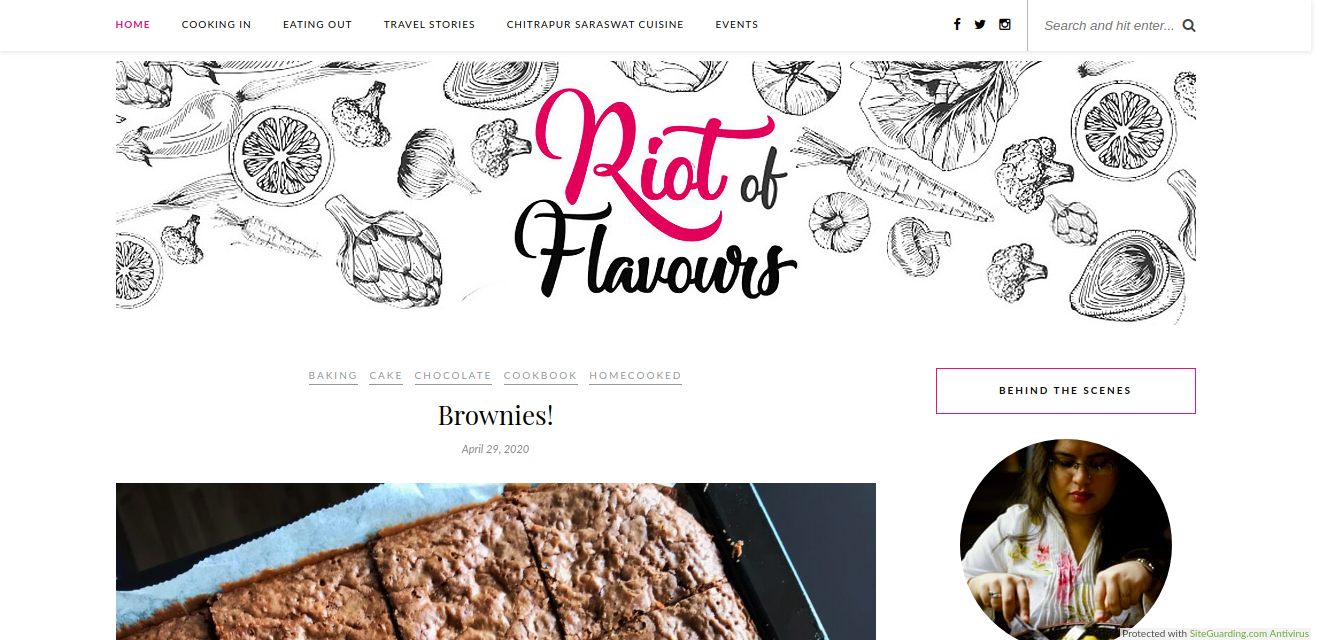 HOME COOKING IN EATING OUT TRAVEL STORIES CHITRAPUR SARASWAT CUISINE EVENTS Search and hit enter...
Riot of
Flavours
BAKING CAKE CHOCOLATE COOKBOOK HOMECOOKED
Brownies!
April 29, 2020
BEHIND THE SCENES
Protected with SiteGuarding.com Antivirus